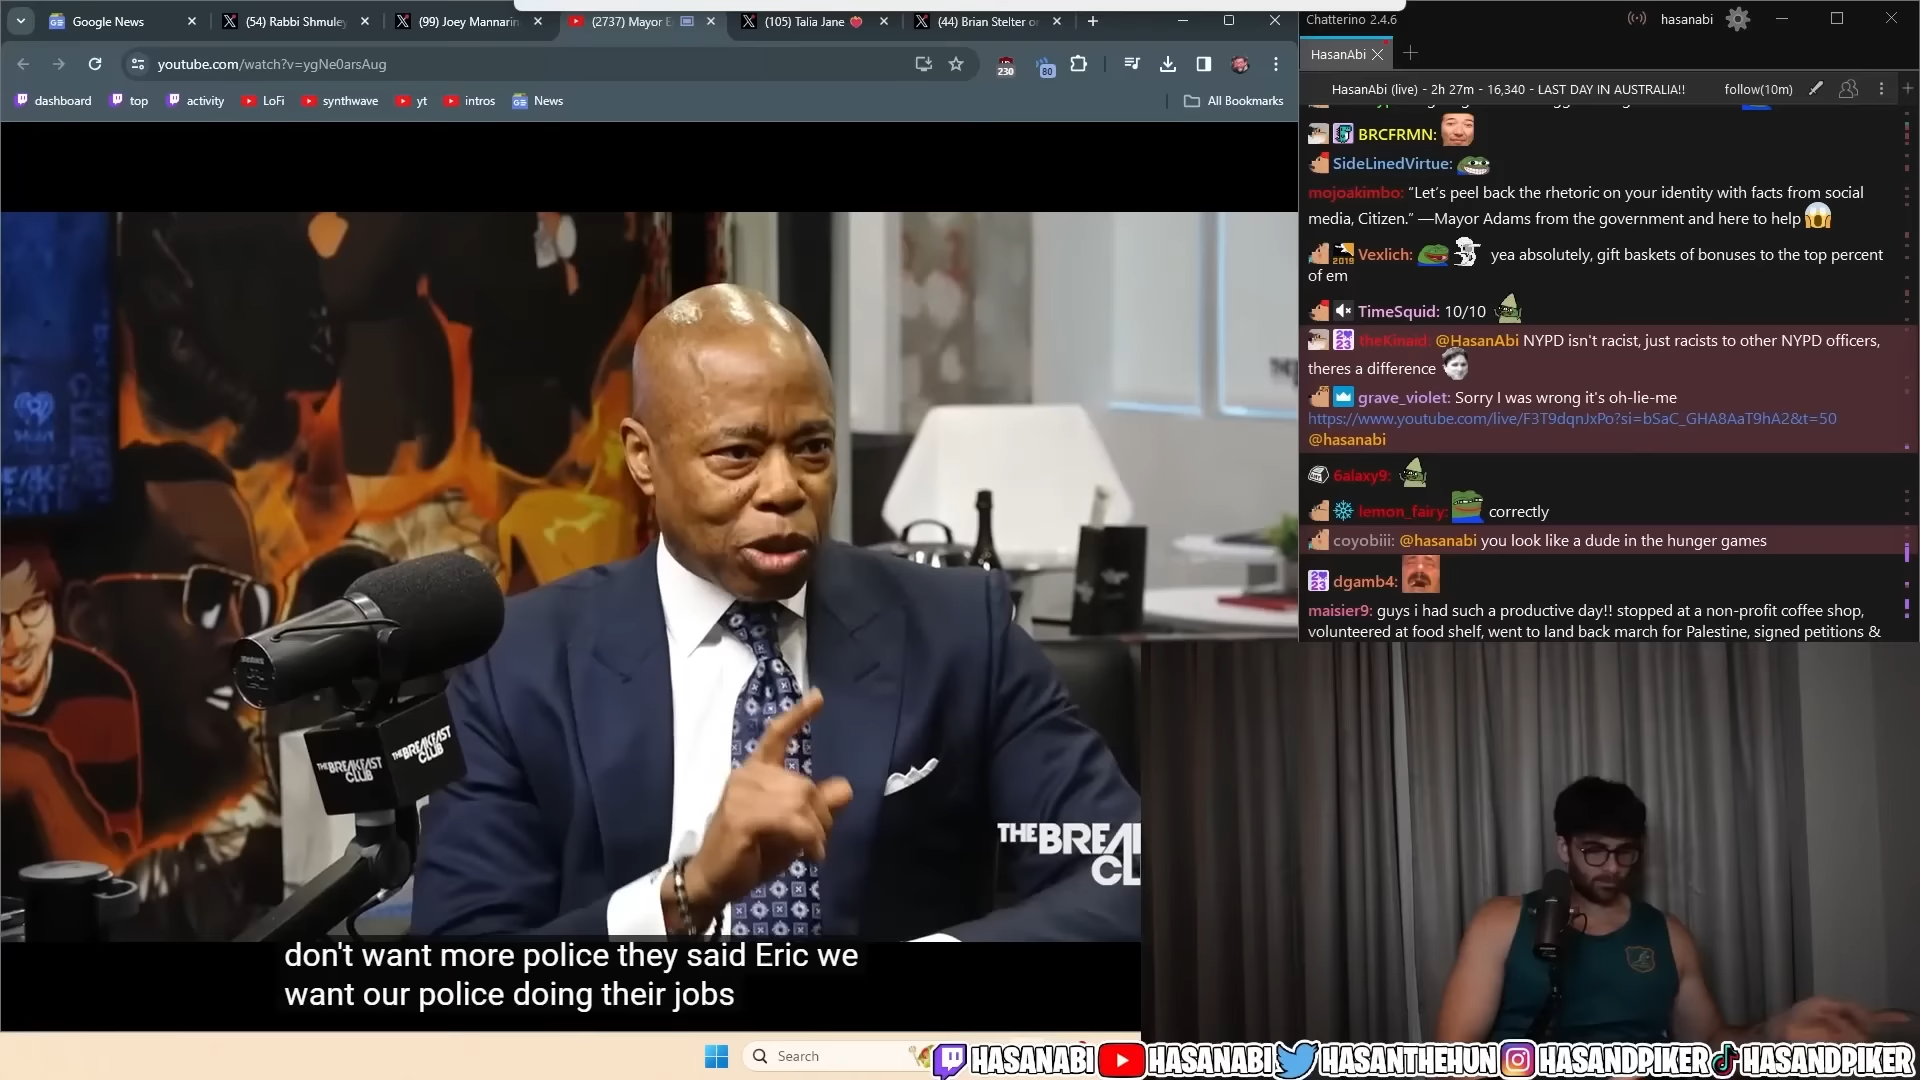 Google News
(54) Rabbi Shmuley
(99) Joey Mannarin
(2737) Mayor E
(105) Talia Jane
(44) Brian Stelter or
youtube.com/watch?v=ygNe0arsAug
230
80
dashboard
top
activity
LoFi
synthwave
yt
intros
News
All Bookmarks
THE BREAKFAST CLUB
THE BREAKFAST CLUB
THE BREA
CL
don't want more police they said Eric we
want our police doing their jobs
Search
Chatterino 2.4.6
hasanabi
HasanAbi
HasanAbi (live) - 2h 27m - 16,340 - LAST DAY IN AUSTRALIA!!
follow(10m)
BRCFRMN:
SideLinedVirtue:
mojoakimbo: “Let’s peel back the rhetoric on your identity with facts from social
media, Citizen.” —Mayor Adams from the government and here to help
2019 Vexlich: yea absolutely, gift baskets of bonuses to the top percent
of em
TimeSquid: 10/10
theKinaid: @HasanAbi NYPD isn't racist, just racists to other NYPD officers,
theres a difference
grave_violet: Sorry I was wrong it's oh-lie-me
https://www.youtube.com/live/F3T9dqnJxPo?si=bSaC_GHA8AaT9hA2&t=50
@hasanabi
6alaxy9:
lemon_fairy: correctly
coyobiii: @hasanabi you look like a dude in the hunger games
dgamb4:
maisier9: guys i had such a productive day!! stopped at a non-profit coffee shop,
volunteered at food shelf, went to land back march for Palestine, signed petitions &
HASANABI HASANABI HASANTHEHUN HASANDPIKER HASANDPIKER